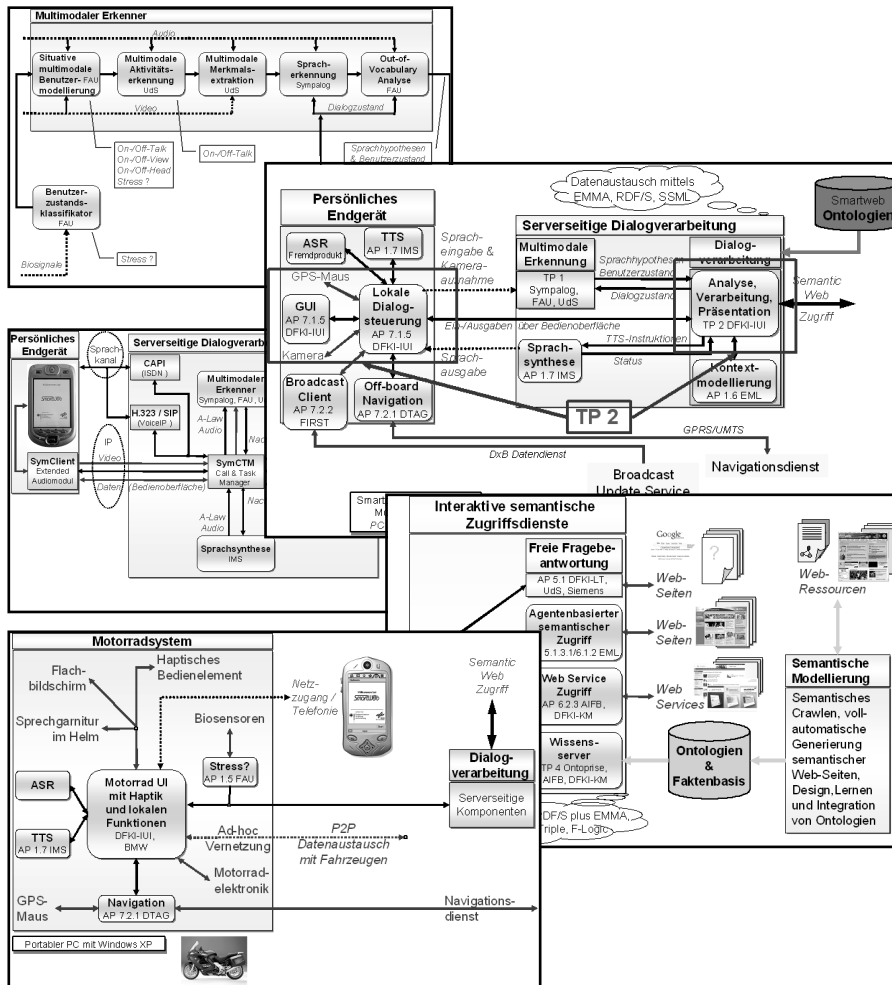 Multimodaler Erkenner
Audio
Situative
multimodale
Benutzer-
modellierung FAU
Multimodale
Aktivitäts-
erkennung
UdS
Multimodale
Merkmals-
extraktion
UdS
Sprach-
erkennung
Sympalog
Out-of-
Vocabulary
Analyse
FAU
Video
Dialogzustand
On-/Off-Talk
On-/Off-View
On-/Off-Head
Stress ?
On-/Off-Talk
Sprachhypothesen
& Benutzerzustand
Benutzer-
zustands-
klassifikator
FAU
Stress ?
Biosignale
Persönliches
Endgerät
ASR
Fremdprodukt
TTS
AP 1.7 IMS
GPS-Maus
GUI
AP 7.1.5
DFKI-IUI
Lokale
Dialog-
steuerung
AP 7.1.5
DFKI-IUI
Kamera
Broadcast
Client
AP 7.2.2
FIRST
Off-board
Navigation
AP 7.2.1 DTAG
Sprach-
eingabe &
Kamera-
aufnahme
Ein-/Ausgaben über Bedienoberfläche
Sprach-
ausgabe
Datenaustausch mittels
EMMA, RDF/S, SSML
Smartweb
Ontologien
Serverseitige Dialogverarbeitung
Multimodale
Erkennung
TP 1
Sympalog,
FAU, UdS
Sprachhypothesen
Benutzerzustand
Dialogzustand
Dialog-
verarbeitung
Analyse,
Verarbeitung,
Präsentation
TP 2 DFKI-IUI
Semantic
Web
Zugriff
TTS-Instruktionen
Status
Sprach-
synthese
AP 1.7 IMS
Kontext-
modellierung
AP 1.6 EML
TP 2
GPRS/UMTS
DxB Datendienst
Broadcast
Update Service
Navigationsdienst
Persönliches
Endgerät
Sprach-
kanal
Serverseitige Dialogverarb
CAPI
(ISDN )
Multimodaler
Erkenner
Sympalog, FAU, U
H.323 / SIP
(VoiceIP )
A-Law
Audio
Nac
IP
Video
Daten (Bedienoberfläche)
SymClient
Extended
Audiomodul
SymCTM
Call & Task
Manager
Nac
A-Law
Audio
Sprachsynthese
IMS
Smar
Mu
PC
Interaktive semantische
Zugriffsdienste
Freie Fragebe-
antwortung
AP 5.1 DFKI-LT,
UdS, Siemens
Google
?
Web-
Seiten
Agentenbasierter
semantischer
Zugriff
5.1.3.1/6.1.2 EML
Web-
Seiten
Web Service
Zugriff
AP 6.2.3 AIFB,
DFKI-KM
Web
Services
Wissens-
server
TP 4 Ontoprise,
AIFB, DFKI-KM
Ontologien
&
Faktenbasis
RDF/S plus EMMA,
Triple, F-Logic
Web-
Ressourcen
Semantische
Modellierung
Semantisches
Crawlen, voll-
automatische
Generierung
semantischer
Web-Seiten,
Design,Lernen
und Integration
von Ontologien
Motorradsystem
Flach-
bildschirm
Haptisches
Bedienelement
Sprechgarnitur
im Helm
Biosensoren
Netz-
zugang /
Telefonie
SmartWeb
Semantic
Web
Zugriff
ASR
Stress?
AP 1.5 FAU
Motorrad UI
mit Haptik
und lokalen
Funktionen
DFKI-IUI,
BMW
Dialog-
verarbeitung
Serverseitige
Komponenten
TTS
AP 1.7 IMS
Ad-hoc
Vernetzung
P2P
Datenaustausch
mit Fahrzeugen
Motorrad-
elektronik
GPS-
Maus
Navigation
AP 7.2.1 DTAG
Navigations-
dienst
Portabler PC mit Windows XP